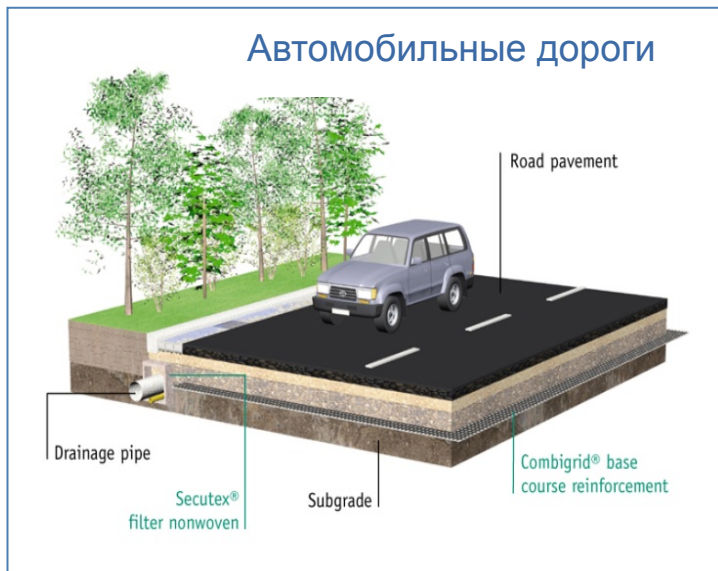 Автомобильные дороги
Road pavement
Drainage pipe
Secutex®
filter nonwoven
Subgrade
Combigrid® base
course reinforcement